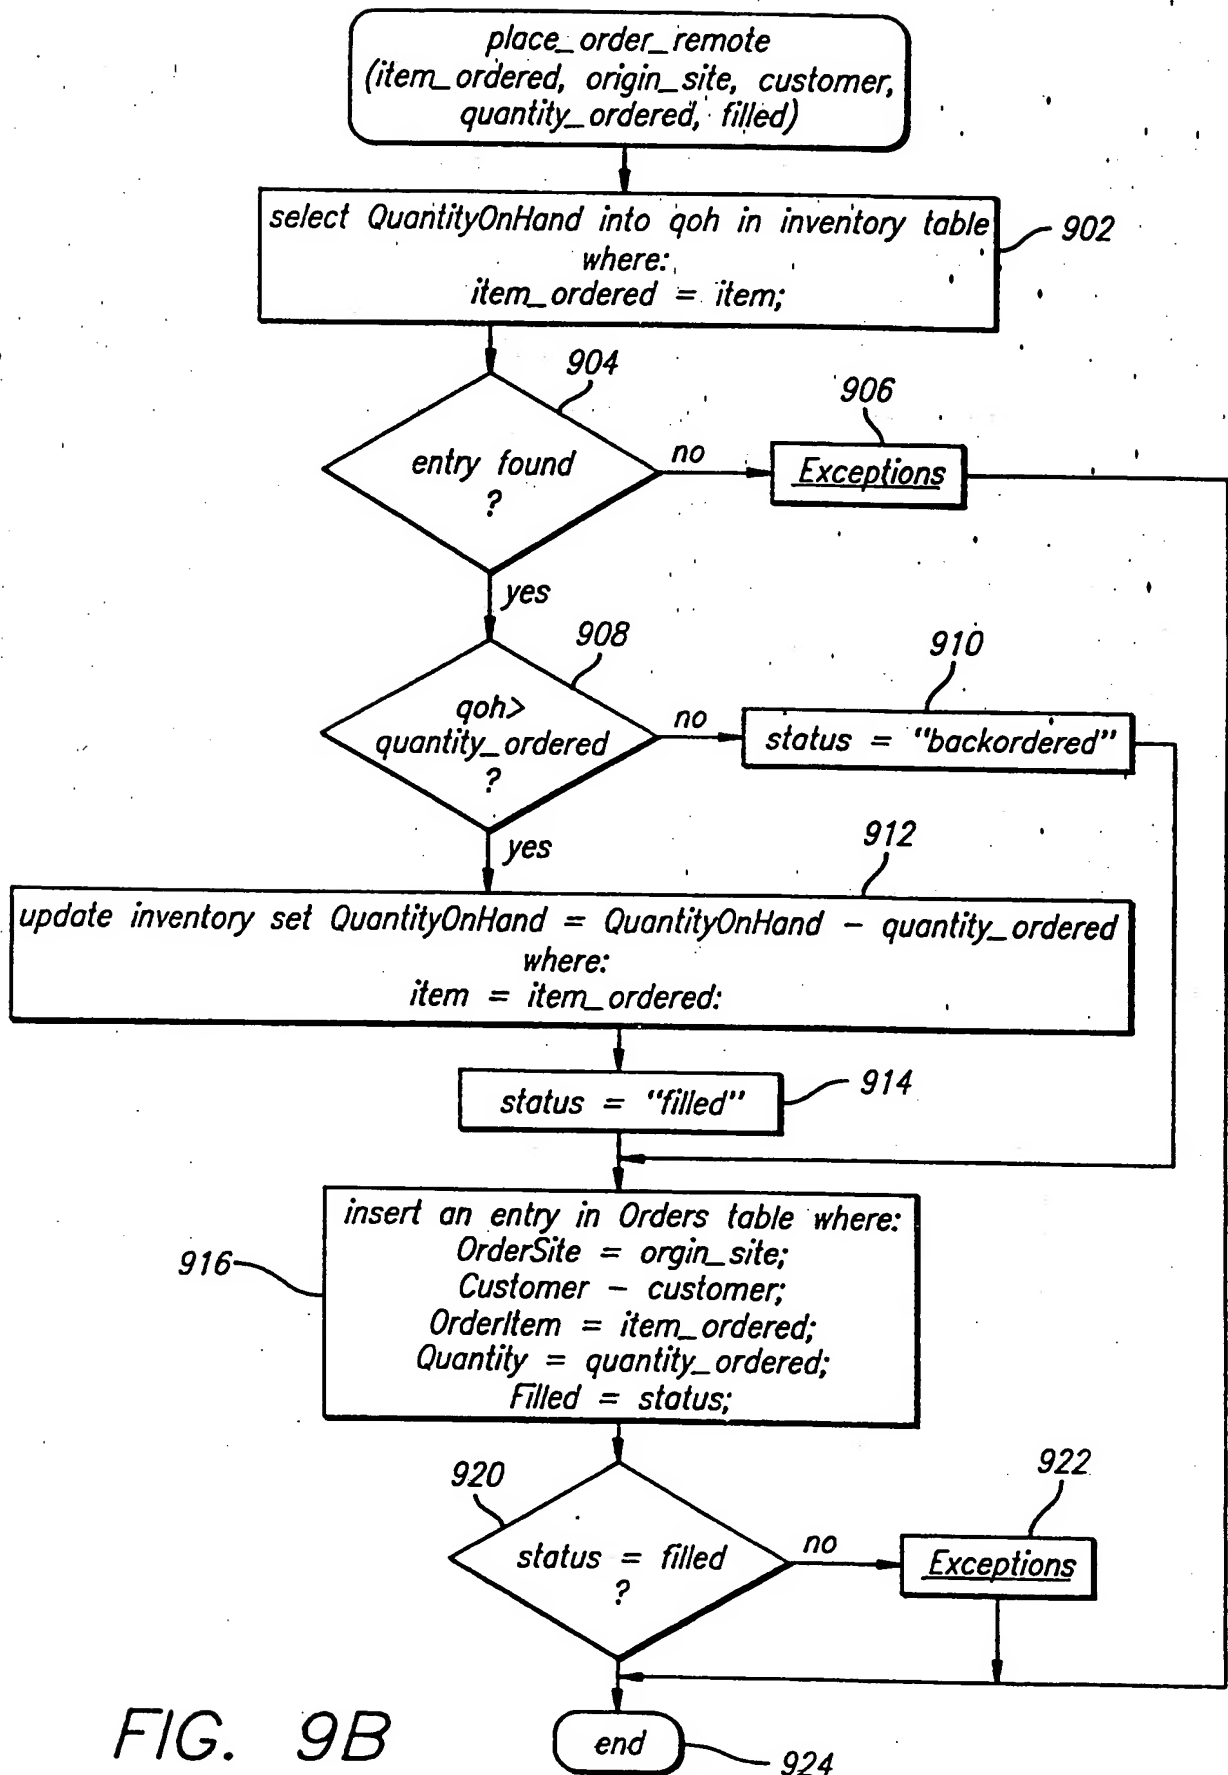 place_order_remote
(item_ordered, origin_site, customer,
quantity_ordered, filled)
select QuantityOnHand into qoh in inventory table
where:
item_ordered = item;
902
904
entry found
?
no
906
Exceptions
yes
908
qoh>
quantity_ordered
?
no
910
status = "backordered"
yes
912
update inventory set QuantityOnHand = QuantityOnHand - quantity_ordered
where:
item = item_ordered:
status = "filled"
914
insert an entry in Orders table where:
OrderSite = orgin_site;
Customer - customer;
OrderItem = item_ordered;
Quantity = quantity_ordered;
Filled = status;
916
920
status = filled
?
no
922
Exceptions
end
924
FIG. 9B